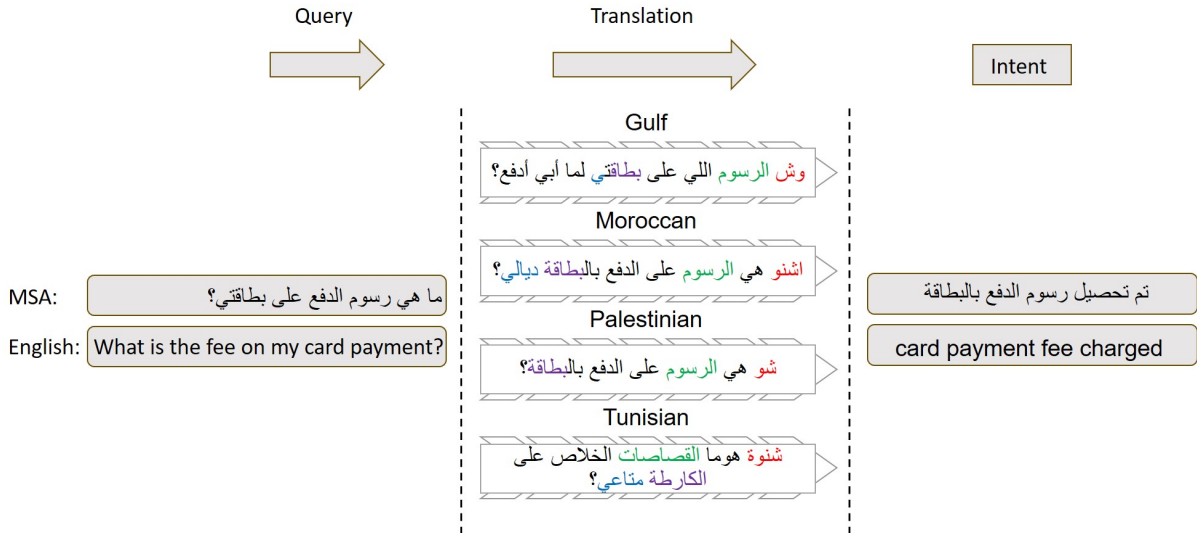 Query
Translation
Intent
Gulf
وش الرسوم اللي على بطاقتي لما أبي أدفع؟
Moroccan
اشنو هي الرسوم على الدفع بالبطاقة ديالي؟
MSA:
ما هي رسوم الدفع على بطاقتي؟
تم تحصيل رسوم الدفع بالبطاقة
Palestinian
English:
What is the fee on my card payment?
شو هي الرسوم على الدفع بالبطاقة؟
card payment fee charged
Tunisian
شنوة هوما القصاصات الخلاص على
الكارطة متاعي؟